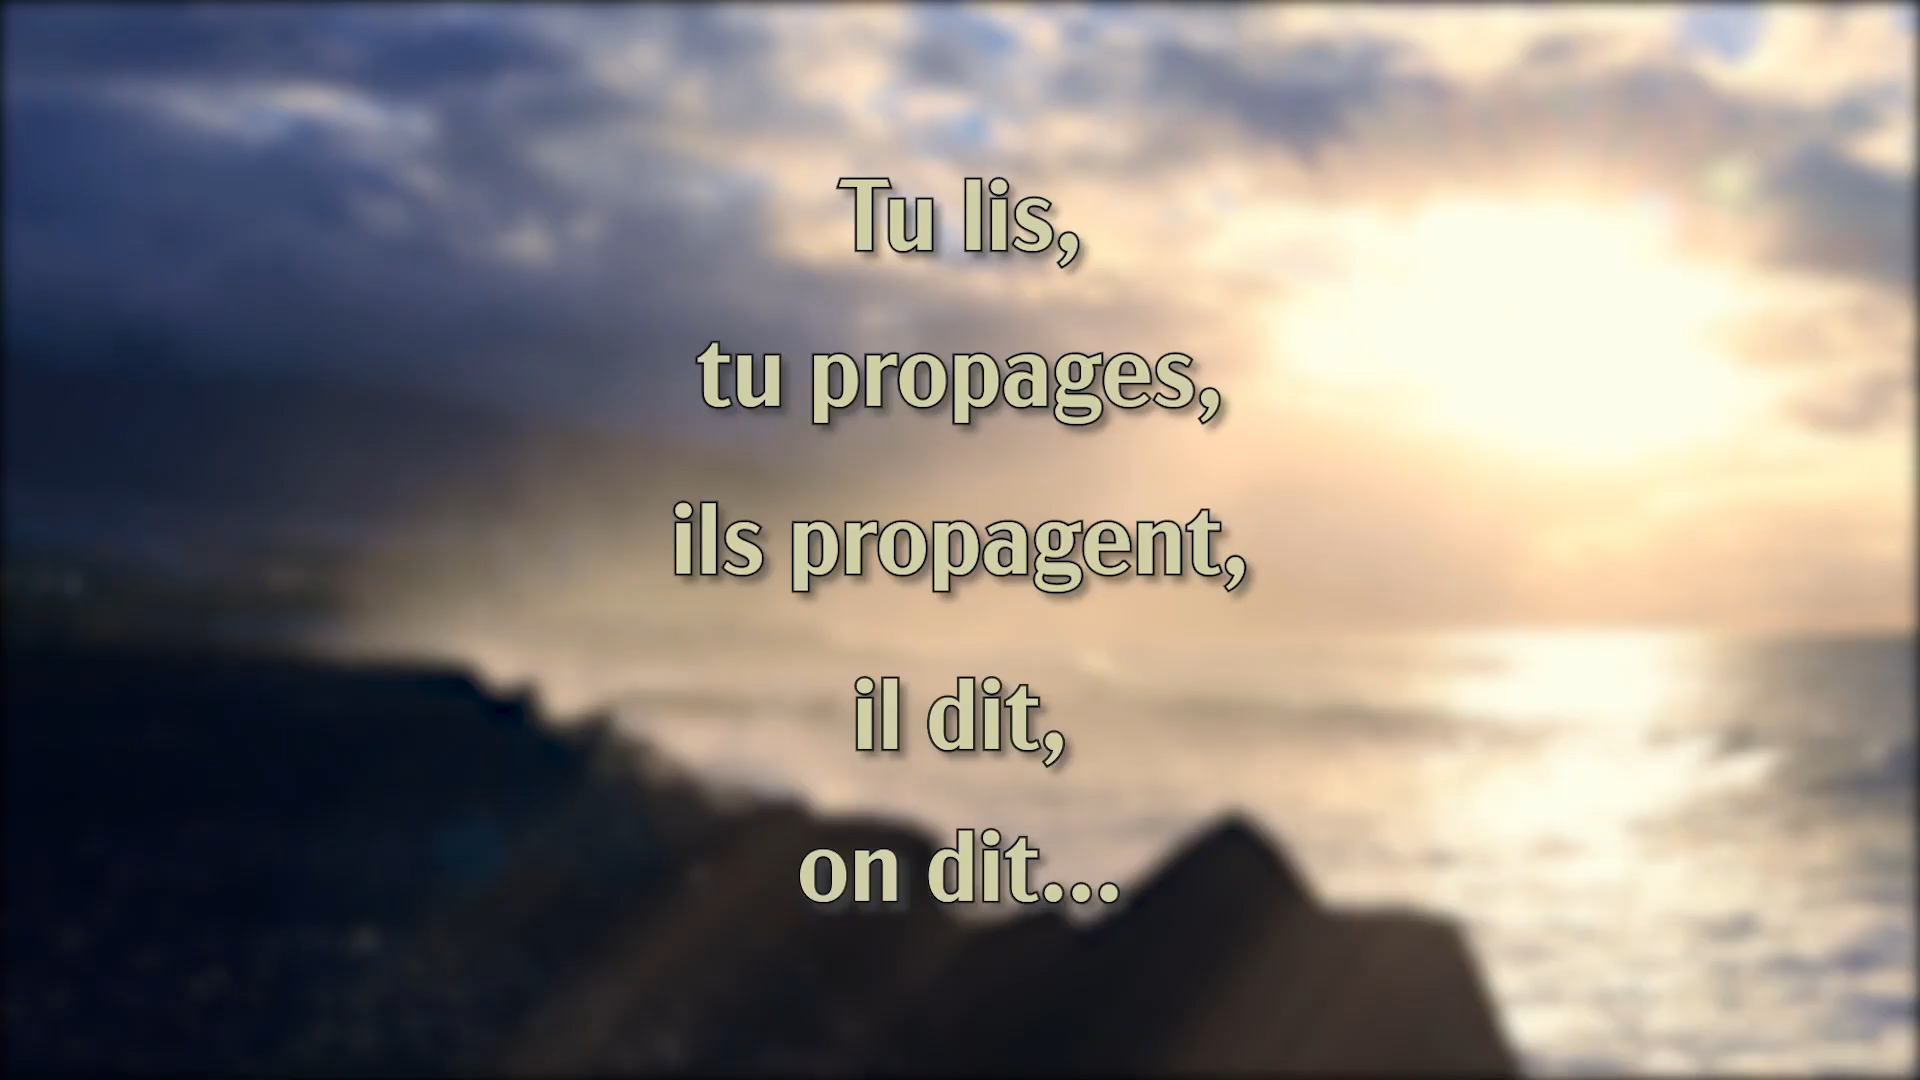 Tu lis,
tu propages,
ils propagent,
il dit,
on dit...